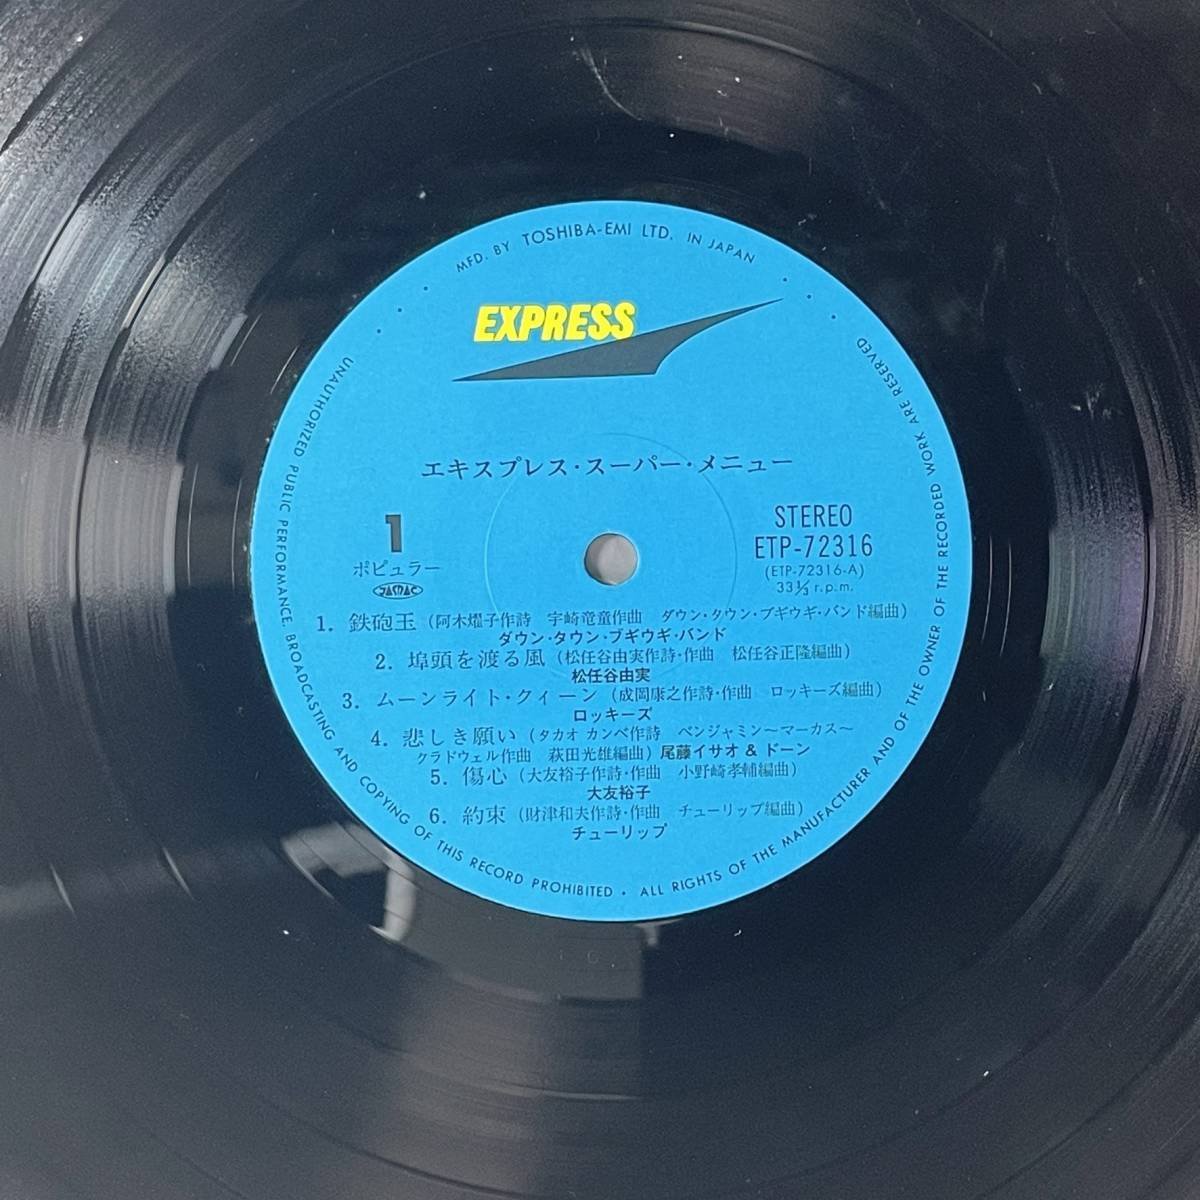 MFD. BY TOSHIBA-EMI LTD. IN JAPAN
EXPRESS
エキスプレス・スーパー・メニュー
1
ポピュラー
JASRAC
STEREO
ETP-72316
(ETP-72316-A)
33⅓ r.p.m.
1. 鉄砲玉 (阿木燿子作詩 宇崎竜童作曲 ダウン・タウン・ブギウギ・バンド編曲)
ダウン・タウン・ブギウギ・バンド
2. 埠頭を渡る風 (松任谷由実作詩・作曲 松任谷正隆編曲)
松任谷由実
3. ムーンライト・クィーン (成岡康之作詩・作曲 ロッキーズ編曲)
ロッキーズ
4. 悲しき願い (タカオ カンベ作詩 ベンジャミン〜マーカス〜
クラドウェル作曲 萩田光雄編曲) 尾藤イサオ & ドーン
5. 傷心 (大友裕子作詩・作曲 小野崎孝輔編曲)
大友裕子
6. 約束 (財津和夫作詩・作曲 チューリップ編曲)
チューリップ
UNAUTHORIZED PUBLIC PERFORMANCE, BROADCASTING AND COPYING OF THIS RECORD PROHIBITED · ALL RIGHTS OF THE MANUFACTURER AND OF THE OWNER OF THE RECORDED WORK ARE RESERVED